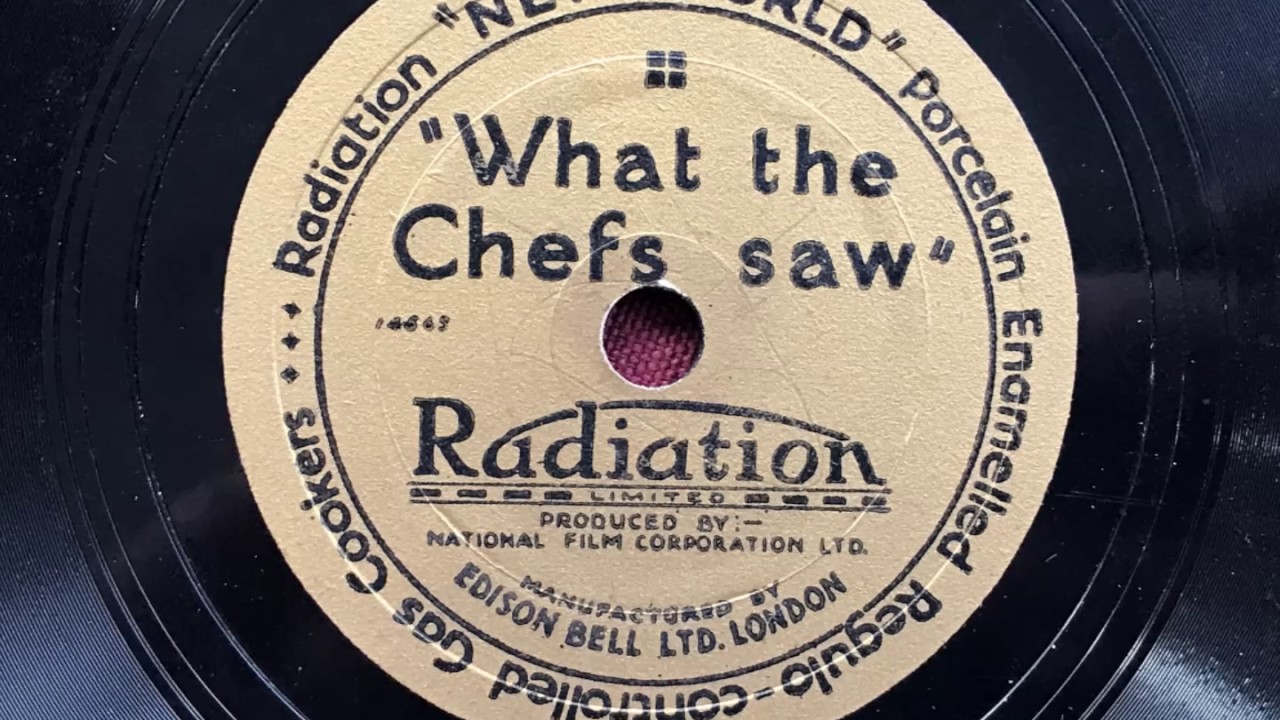 Radiation "NEW WORLD" Porcelain Enamelled Regulo-controlled Gas Cookers
"What the
Chefs saw"
Radiation
LIMITED
PRODUCED BY:—
NATIONAL FILM CORPORATION LTD.
MANUFACTURED BY
EDISON BELL LTD. LONDON